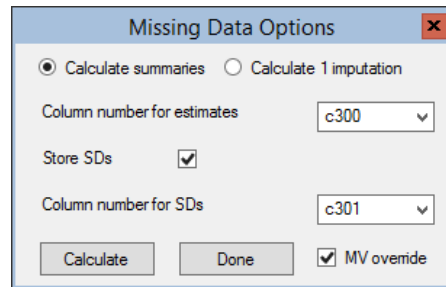 Missing Data Options
Calculate summaries Calculate 1 imputation
Column number for estimates c300
Store SDs
Column number for SDs c301
Calculate Done MV override